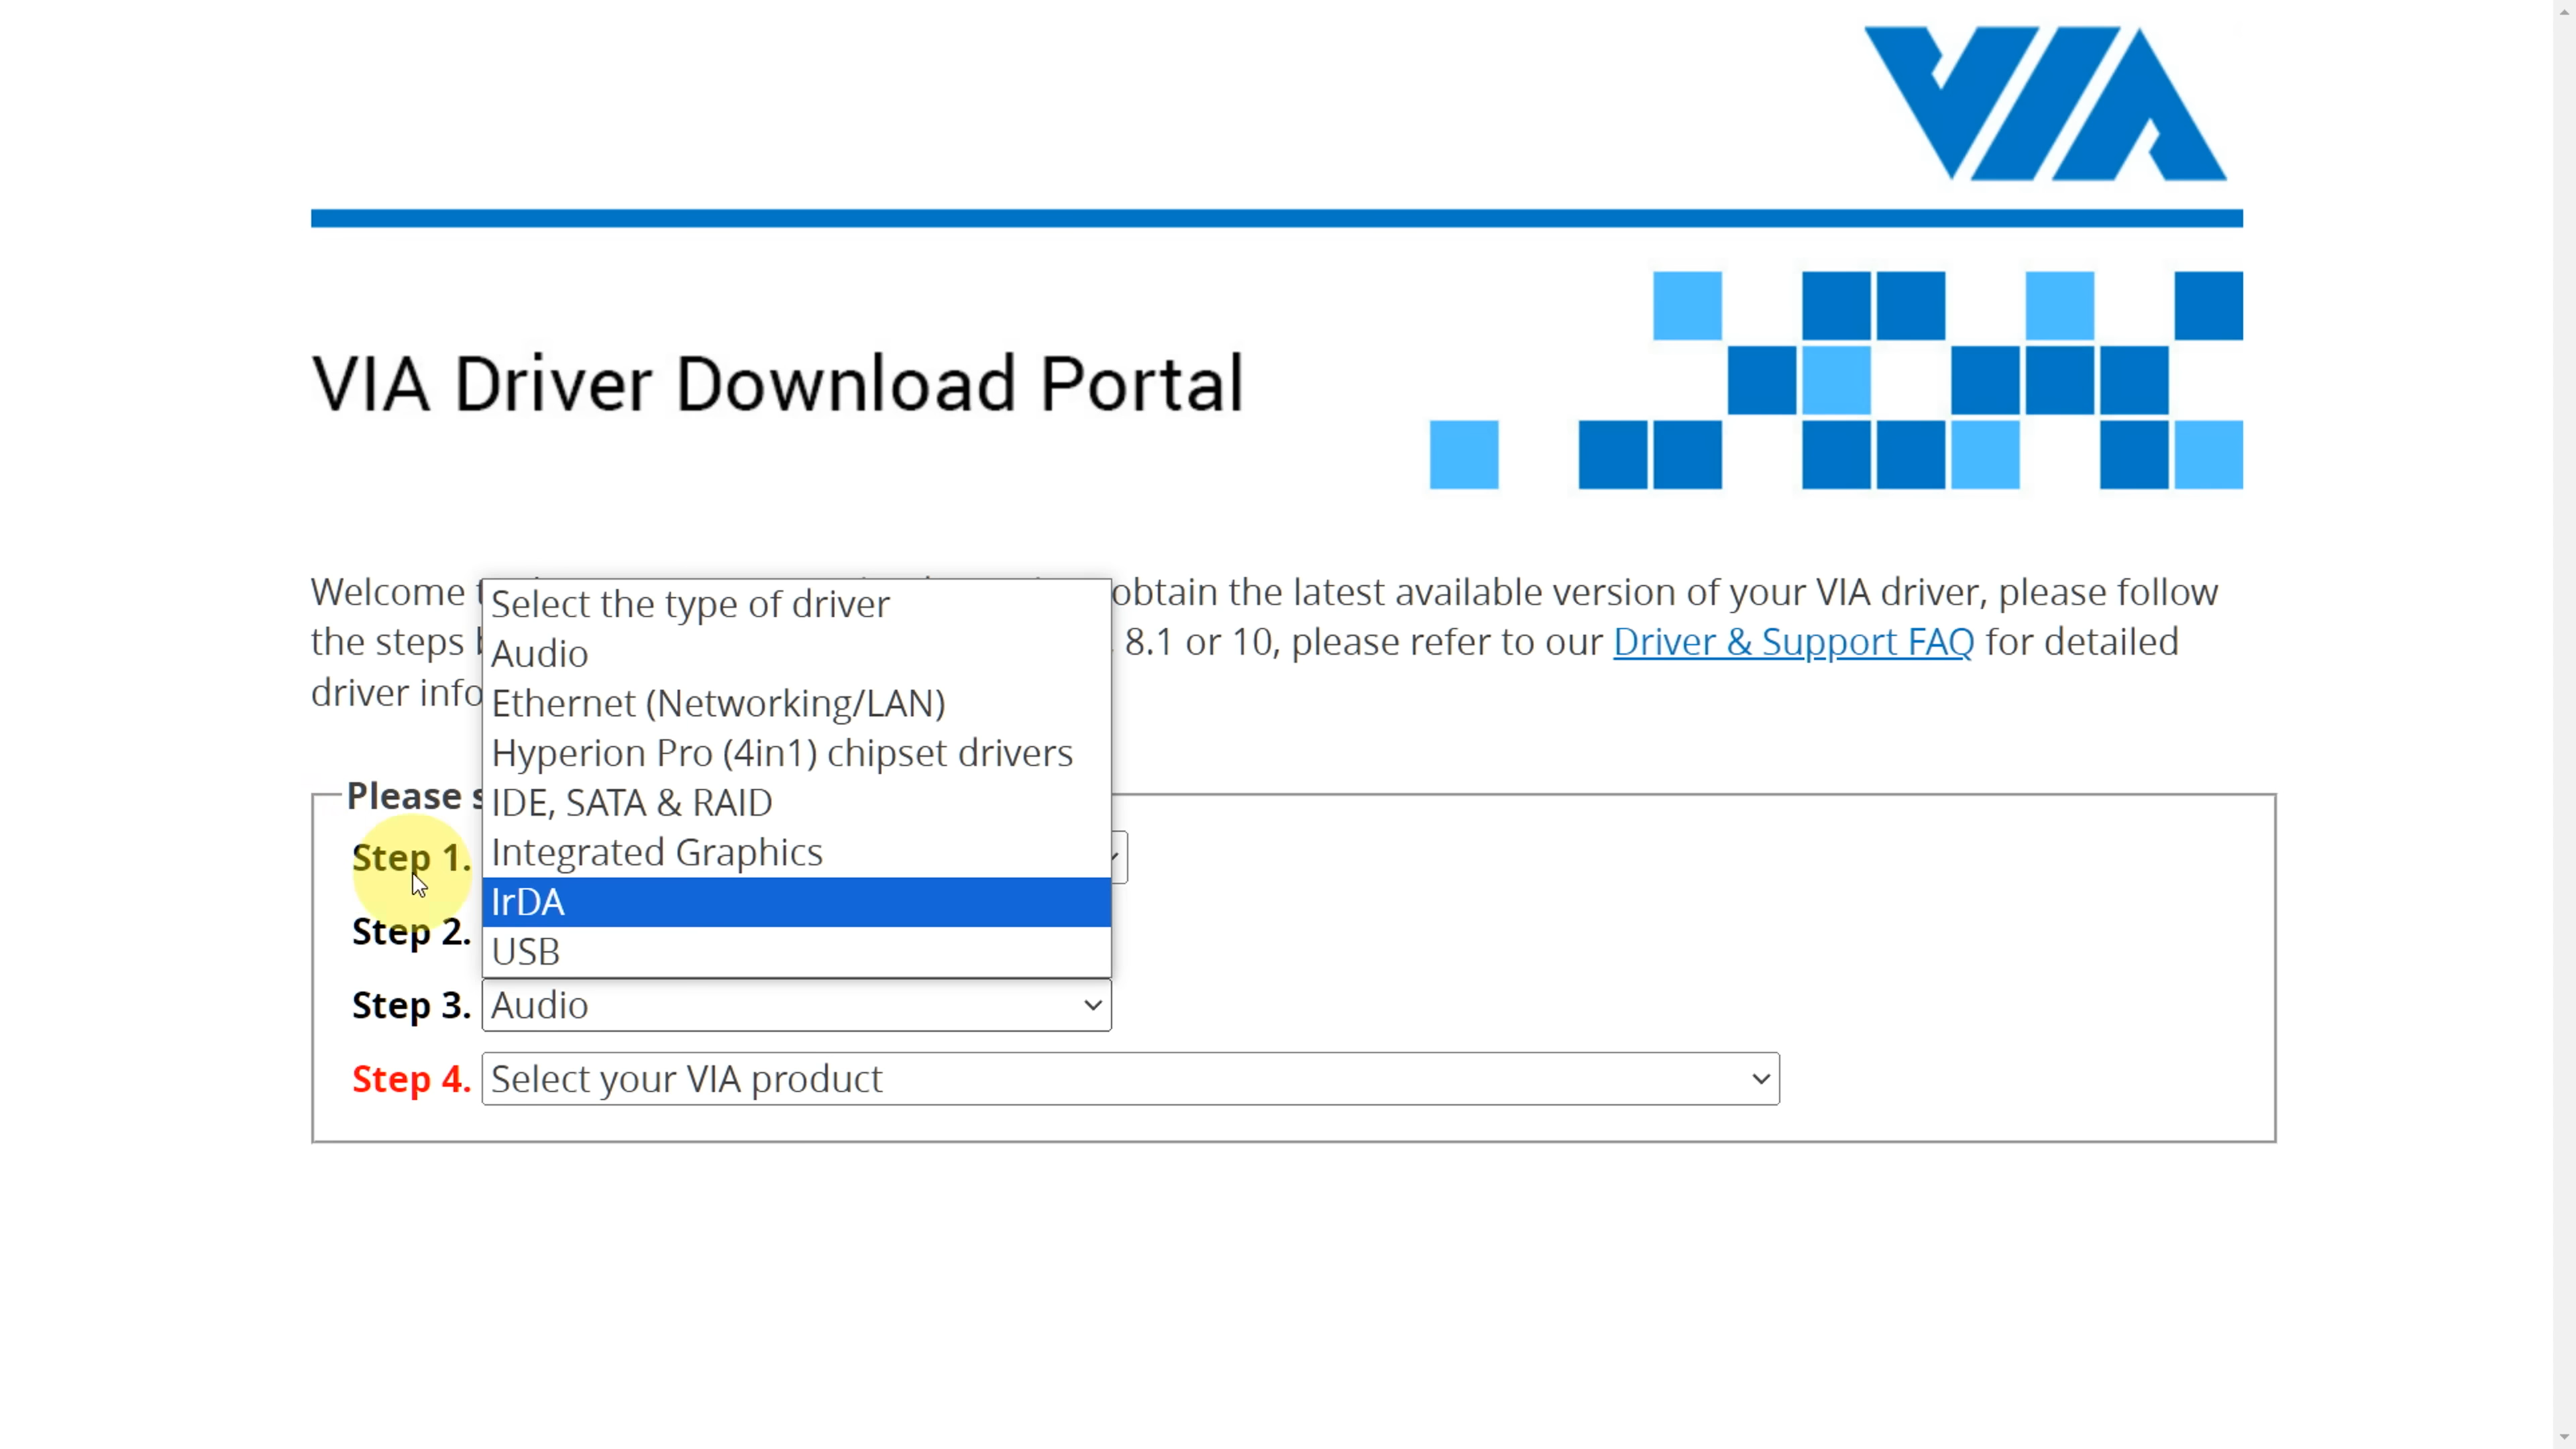 VIA
VIA Driver Download Portal
Welcome obtain the latest available version of your VIA driver, please follow
the steps 8.1 or 10, please refer to our Driver & Support FAQ for detailed
driver info
Select the type of driver
Audio
Ethernet (Networking/LAN)
Hyperion Pro (4in1) chipset drivers
IDE, SATA & RAID
Integrated Graphics
IrDA
USB
Please
Step 1.
Step 2.
Step 3. Audio
Step 4. Select your VIA product